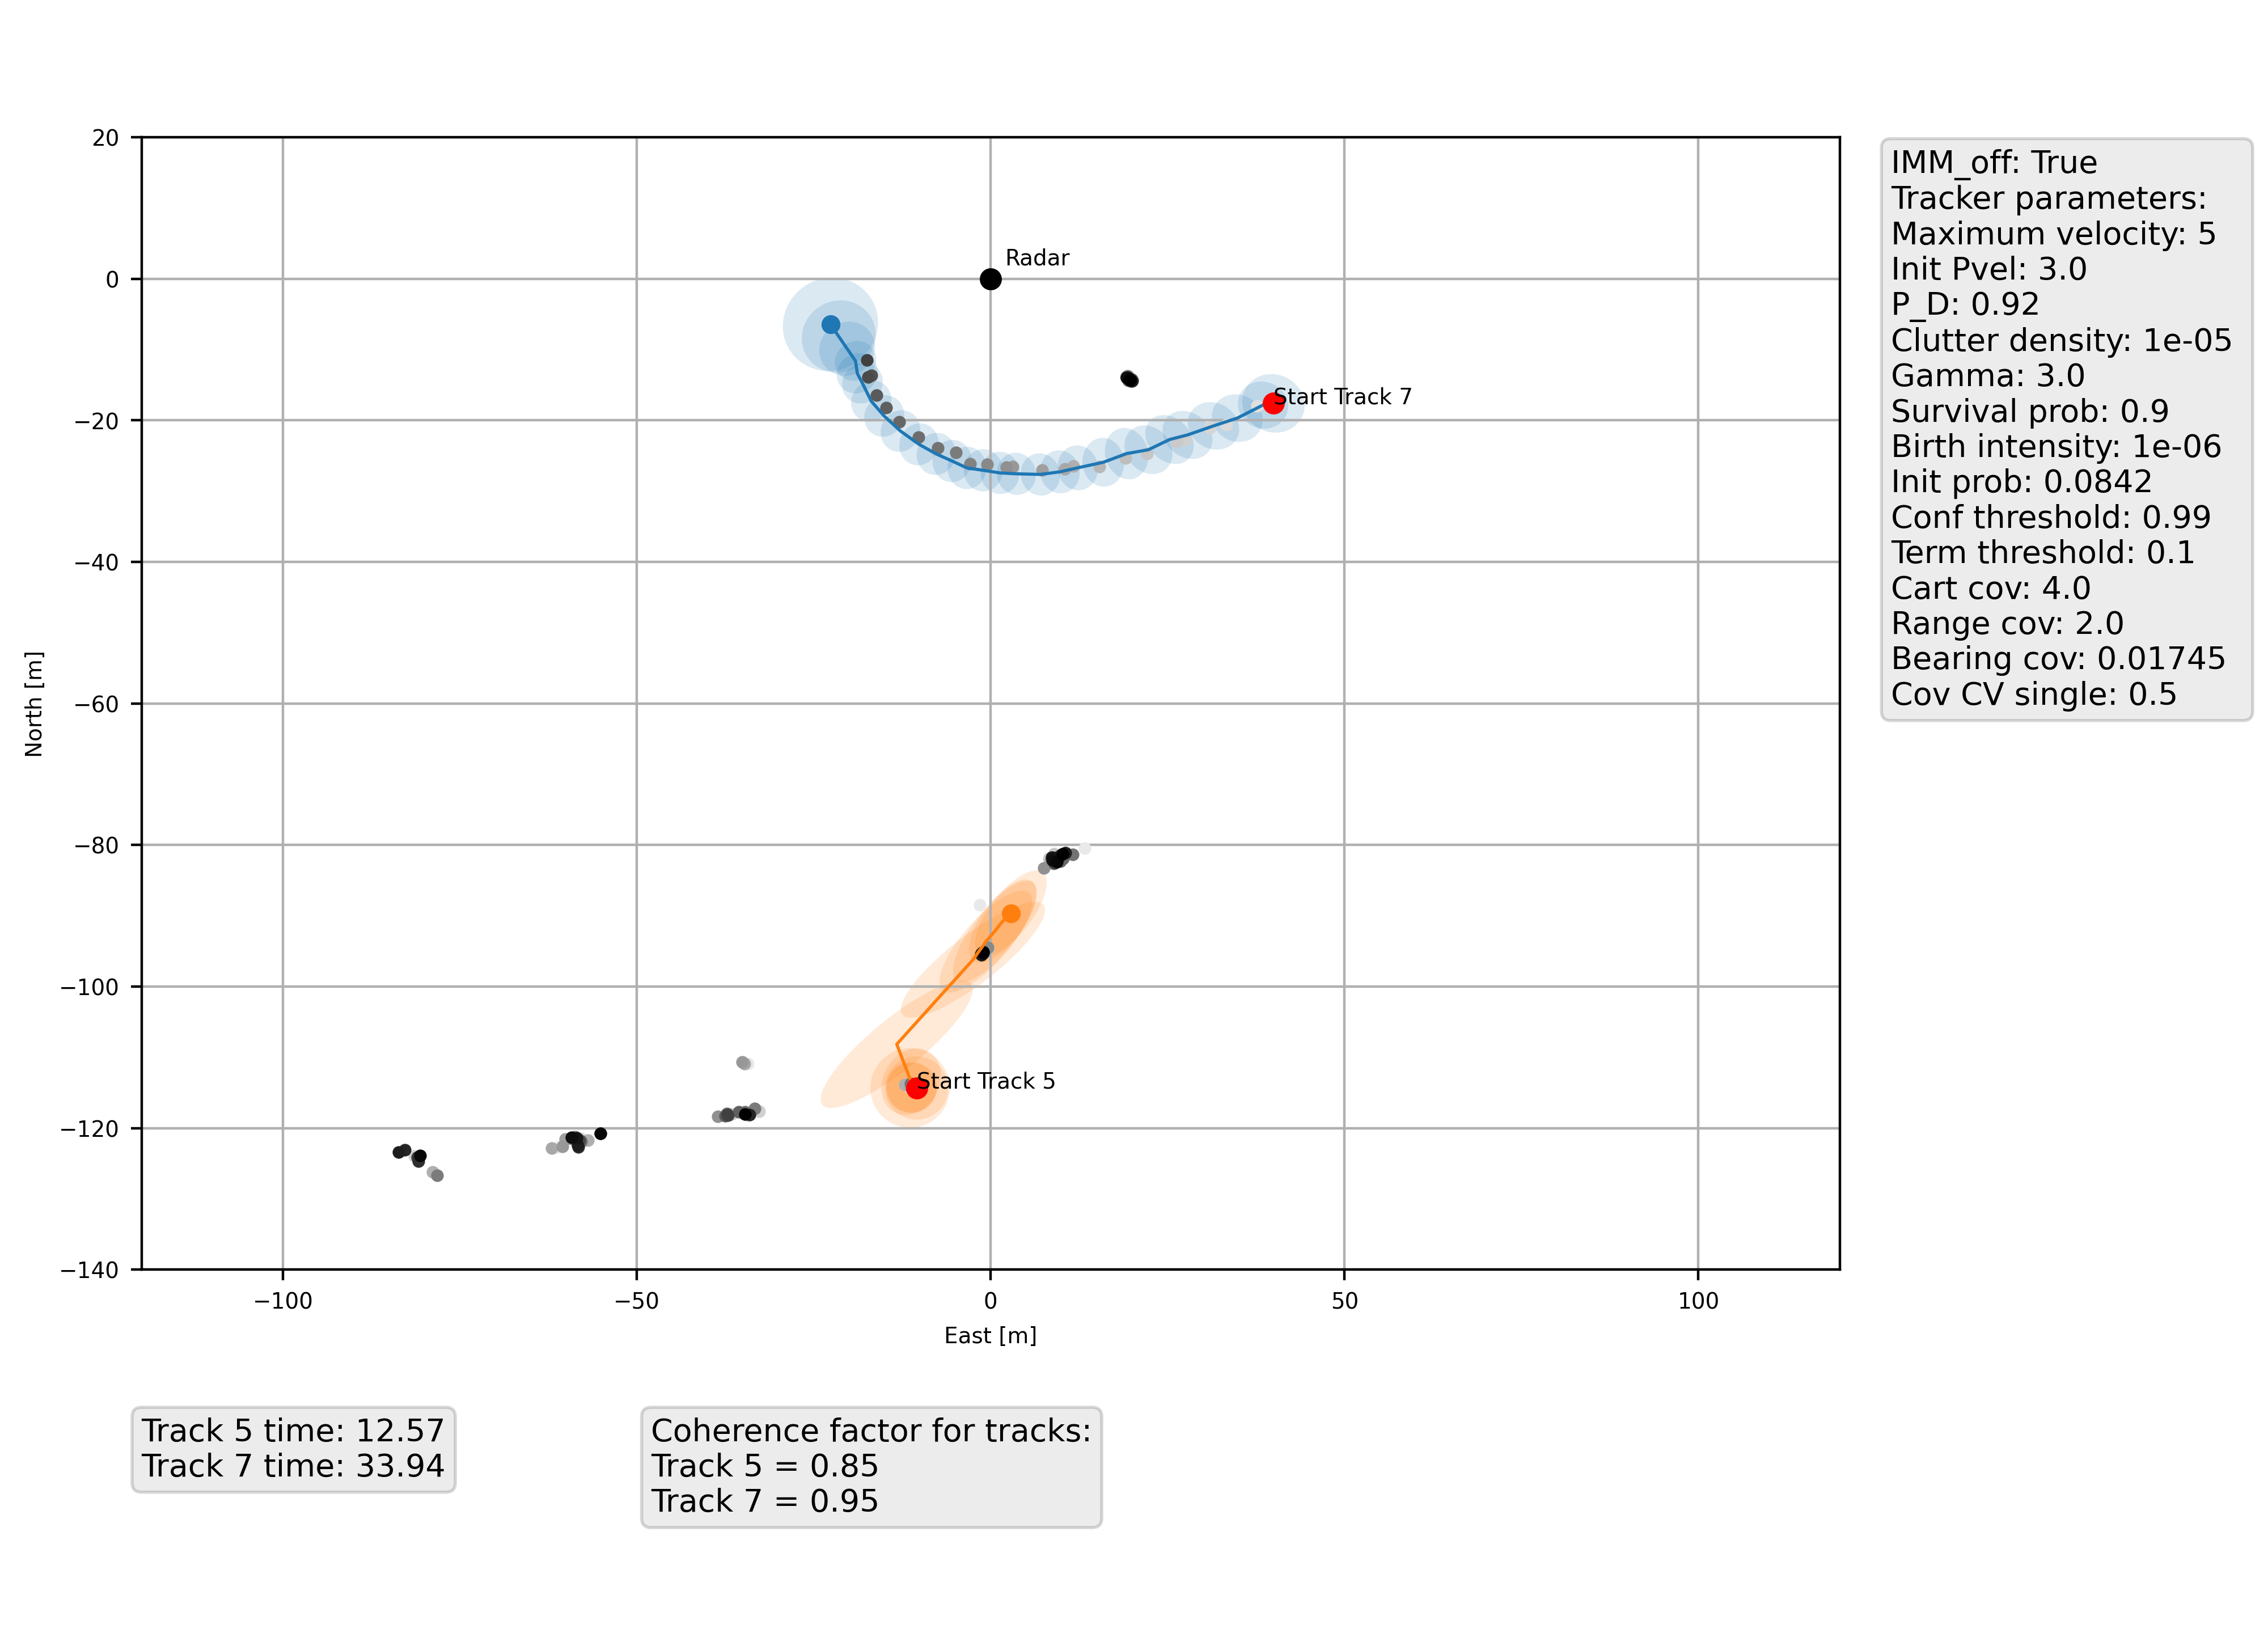 20
0
−20
−40
−60
−80
−100
−120
−140
North [m]
−100
−50
0
50
100
East [m]
Radar
Start Track 7
Start Track 5
IMM_off: True
Tracker parameters:
Maximum velocity: 5
Init Pvel: 3.0
P_D: 0.92
Clutter density: 1e-05
Gamma: 3.0
Survival prob: 0.9
Birth intensity: 1e-06
Init prob: 0.0842
Conf threshold: 0.99
Term threshold: 0.1
Cart cov: 4.0
Range cov: 2.0
Bearing cov: 0.01745
Cov CV single: 0.5
Track 5 time: 12.57
Track 7 time: 33.94
Coherence factor for tracks:
Track 5 = 0.85
Track 7 = 0.95